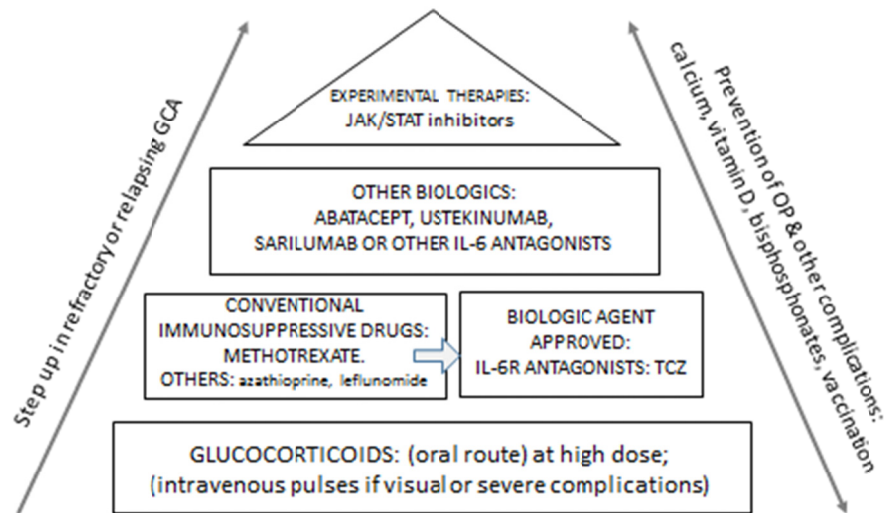 EXPERIMENTAL THERAPIES:
JAK/STAT inhibitors
OTHER BIOLOGICS:
ABATACEPT, USTEKINUMAB,
SARILUMAB OR OTHER IL-6 ANTAGONISTS
CONVENTIONAL
IMMUNOSUPPRESSIVE DRUGS:
METHOTREXATE.
OTHERS: azathioprine, leflunomide
BIOLOGIC AGENT
APPROVED:
IL-6R ANTAGONISTS: TCZ
GLUCOCORTICOIDS: (oral route) at high dose;
(intravenous pulses if visual or severe complications)
Step up in refractory or relapsing GCA
Prevention of OP & other complications:
calcium, vitamin D, bisphosphonates, vaccination